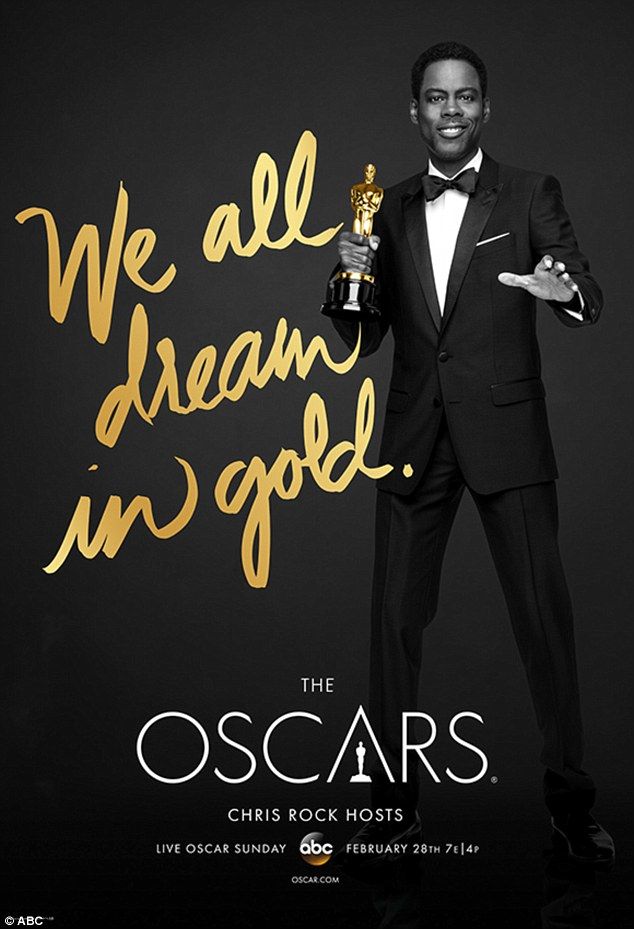 We all
dream
in gold.
THE
OSCARS®
CHRIS ROCK HOSTS
LIVE OSCAR SUNDAY abc FEBRUARY 28TH 7E|4P
OSCAR.COM
© ABC